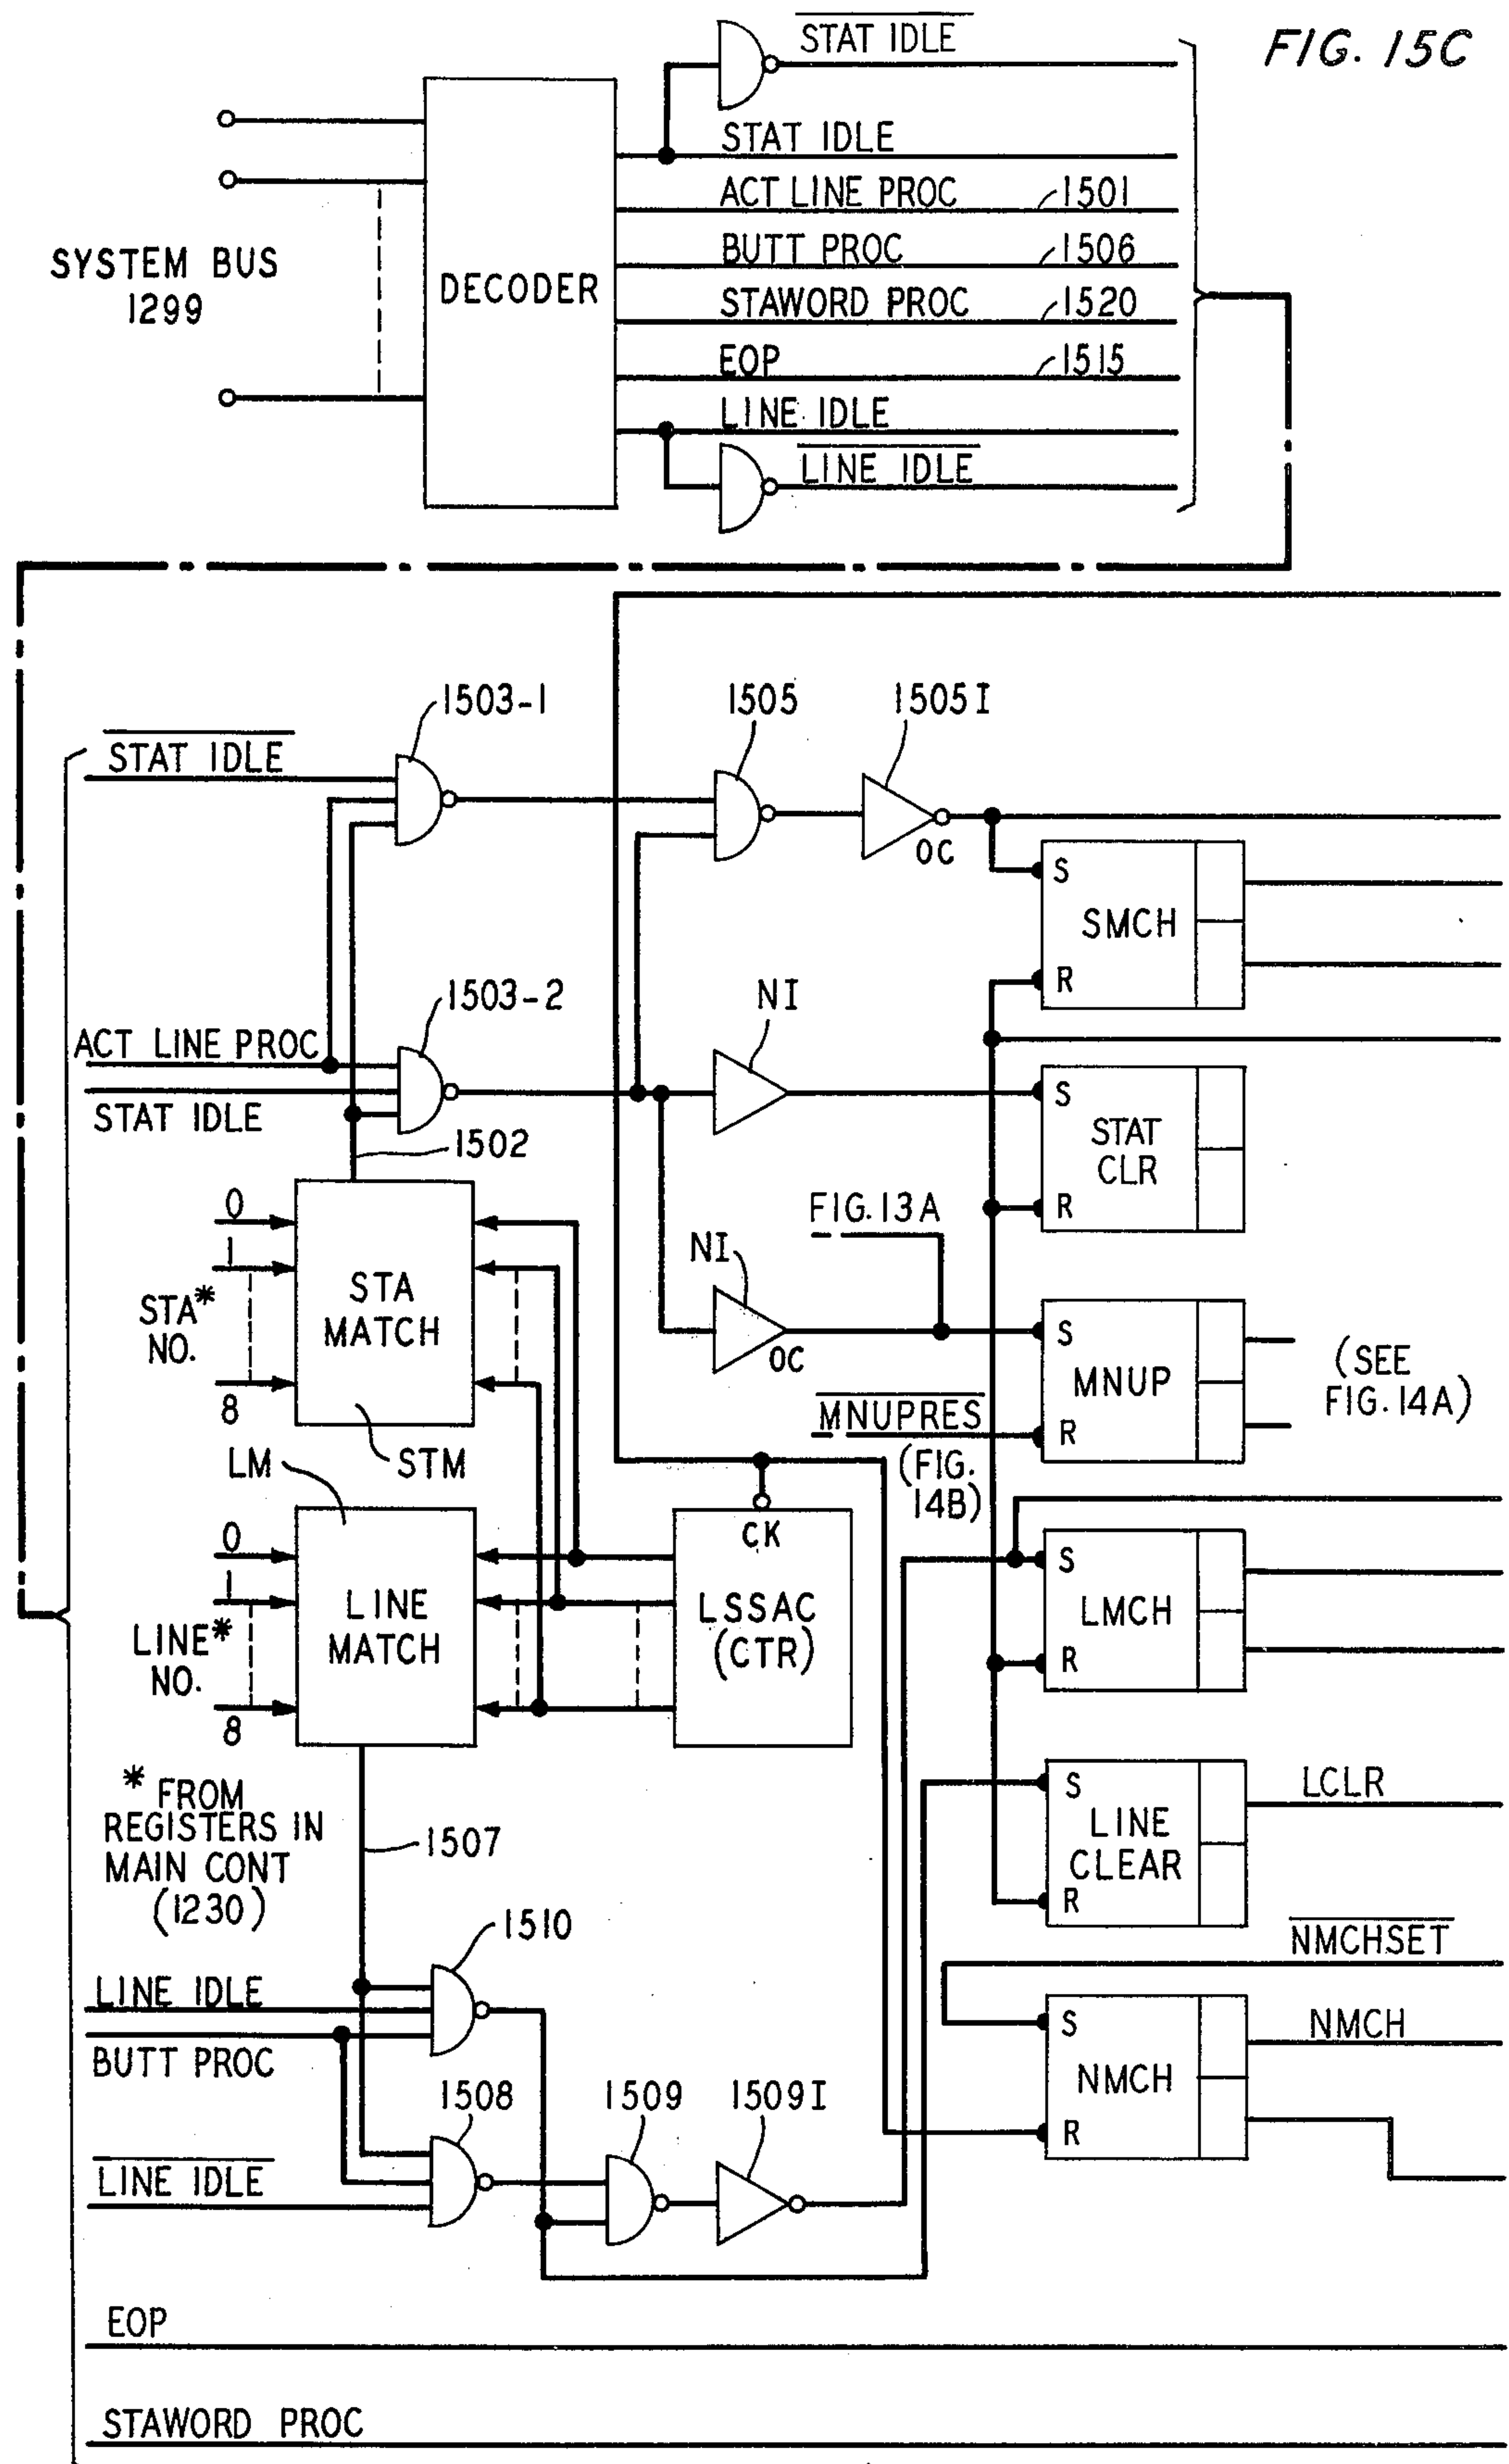 FIG. 15C
STAT IDLE
STAT IDLE
ACT LINE PROC 1501
BUTT PROC 1506
SYSTEM BUS
1299
DECODER
STAWORD PROC 1520
EOP 1515
LINE IDLE
LINE IDLE
1503-1
1505
1505I
STAT IDLE
OC
S
SMCH
R
1503-2
NI
ACT LINE PROC
STAT IDLE
1502
S
STAT
CLR
R
0
1
STA*
NO.
8
STA
MATCH
STM
FIG. 13A
NI
OC
S
MNUP
R
(SEE
FIG. 14A)
MNUPRES
(FIG.
14B)
LM
0
1
LINE*
NO.
8
LINE
MATCH
CK
LSSAC
(CTR)
S
LMCH
R
* FROM
REGISTERS IN
MAIN CONT
(1230)
1507
S
LINE
CLEAR
R
LCLR
1510
NMCHSET
LINE IDLE
BUTT PROC
S
NMCH
R
NMCH
1508
1509
1509I
LINE IDLE
EOP
STAWORD PROC